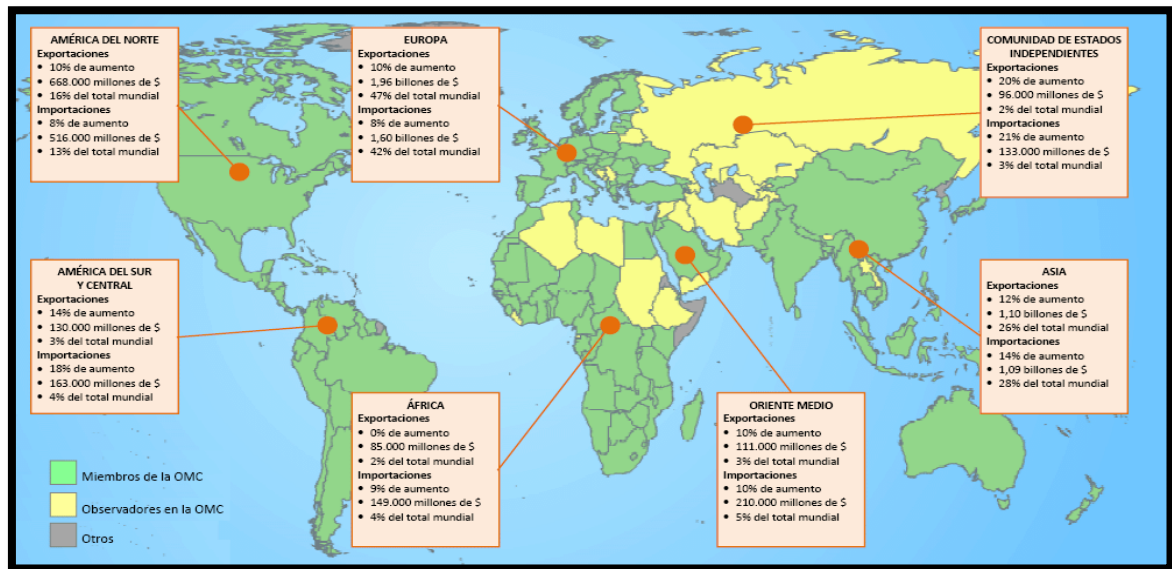 AMÉRICA DEL NORTE
Exportaciones
• 10% de aumento
• 668.000 millones de $
• 16% del total mundial
Importaciones
• 8% de aumento
• 516.000 millones de $
• 13% del total mundial
EUROPA
Exportaciones
• 10% de aumento
• 1,96 billones de $
• 47% del total mundial
Importaciones
• 8% de aumento
• 1,60 billones de $
• 42% del total mundial
COMUNIDAD DE ESTADOS
INDEPENDIENTES
Exportaciones
• 20% de aumento
• 96.000 millones de $
• 2% del total mundial
Importaciones
• 21% de aumento
• 133.000 millones de $
• 3% del total mundial
AMÉRICA DEL SUR
Y CENTRAL
Exportaciones
• 14% de aumento
• 130.000 millones de $
• 3% del total mundial
Importaciones
• 18% de aumento
• 163.000 millones de $
• 4% del total mundial
ASIA
Exportaciones
• 12% de aumento
• 1,10 billones de $
• 26% del total mundial
Importaciones
• 14% de aumento
• 1,09 billones de $
• 28% del total mundial
ÁFRICA
Exportaciones
• 0% de aumento
• 85.000 millones de $
• 2% del total mundial
Importaciones
• 9% de aumento
• 149.000 millones de $
• 4% del total mundial
ORIENTE MEDIO
Exportaciones
• 10% de aumento
• 111.000 millones de $
• 3% del total mundial
Importaciones
• 10% de aumento
• 210.000 millones de $
• 5% del total mundial
Miembros de la OMC
Observadores en la OMC
Otros